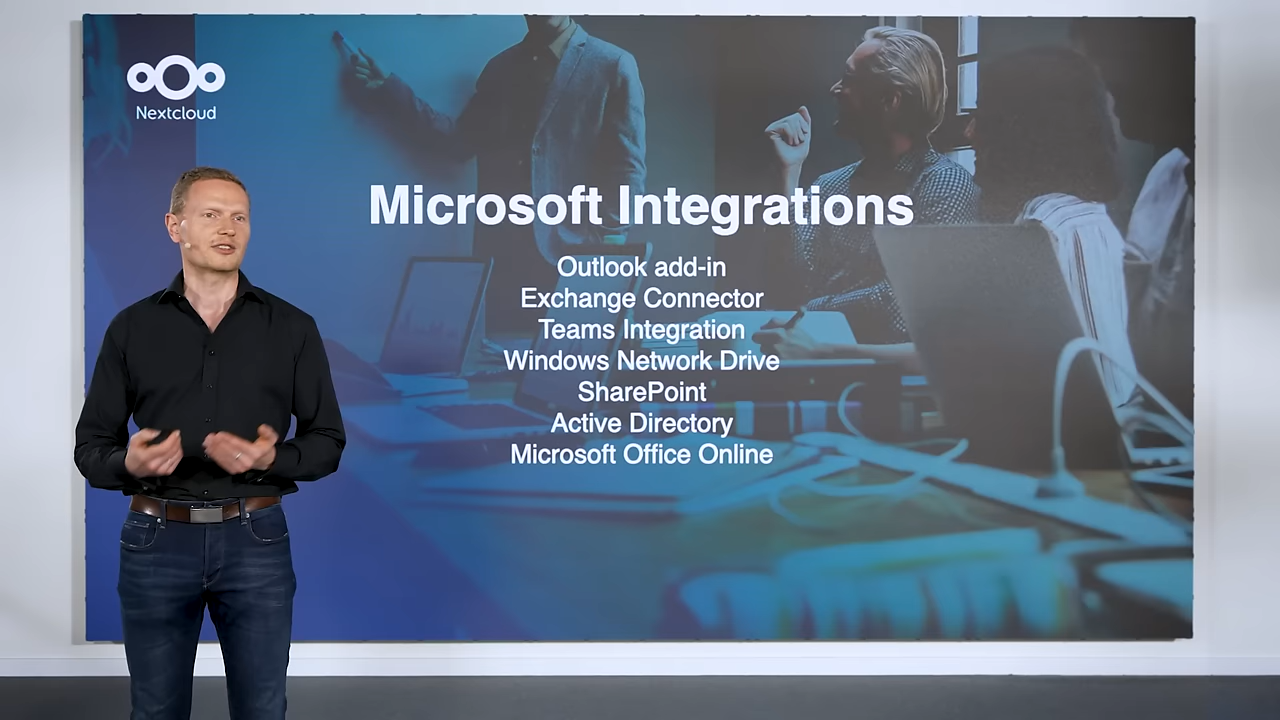 Nextcloud
Microsoft Integrations
Outlook add-in
Exchange Connector
Teams Integration
Windows Network Drive
SharePoint
Active Directory
Microsoft Office Online